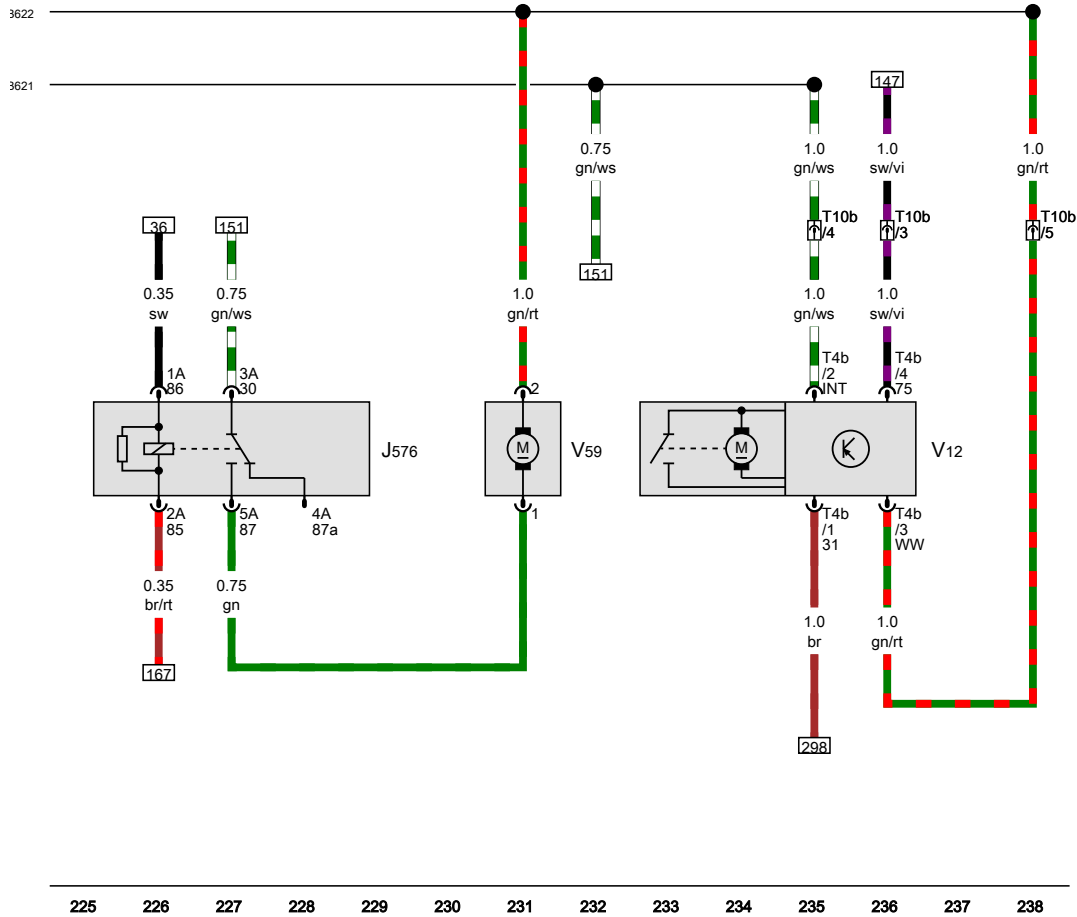 3622
3621
147
0.75
gn/ws
1.0
gn/ws
1.0
sw/vi
1.0
gn/rt
36
151
T10b
/4
T10b
/3
T10b
/5
151
0.35
sw
0.75
gn/ws
1.0
gn/rt
1.0
gn/ws
1.0
sw/vi
1A
86
3A
30
2
T4b
/2
INT
T4b
/4
75
J576
M
V59
M
V12
2A
85
5A
87
4A
87a
1
T4b
/1
31
T4b
/3
WW
0.35
br/rt
0.75
gn
1.0
br
1.0
gn/rt
167
298
225 226 227 228 229 230 231 232 233 234 235 236 237 238